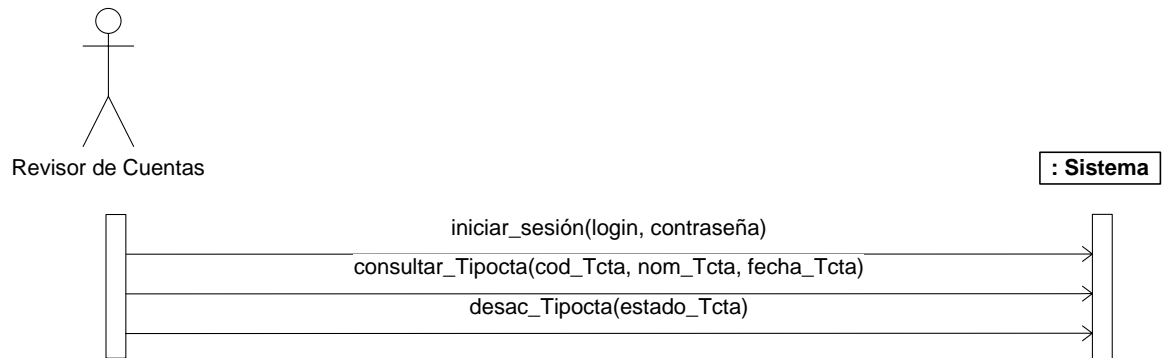 Revisor de Cuentas
: Sistema
iniciar_sesión(login, contraseña)
consultar_Tipocta(cod_Tcta, nom_Tcta, fecha_Tcta)
desac_Tipocta(estado_Tcta)